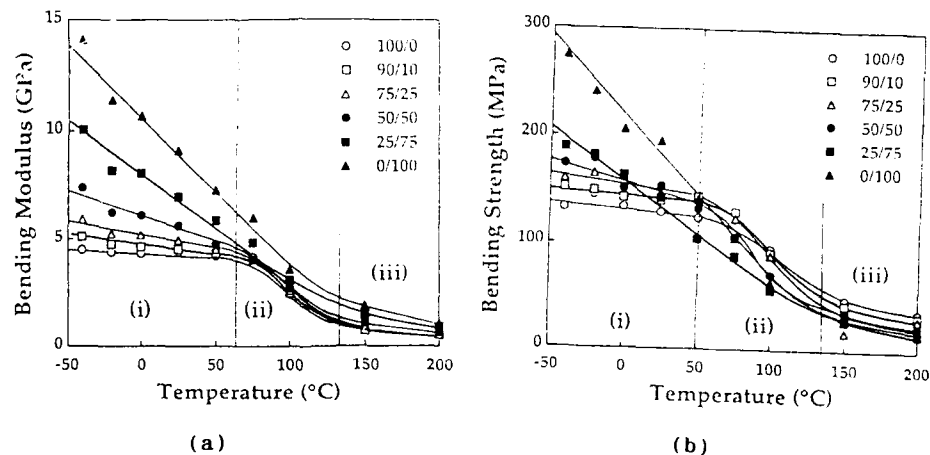 15
10
5
0
Bending Modulus (GPa)
100/0
90/10
75/25
50/50
25/75
0/100
(i)
(ii)
(iii)
-50 0 50 100 150 200
Temperature (°C)
(a)
300
200
100
0
Bending Strength (MPa)
100/0
90/10
75/25
50/50
25/75
0/100
(i)
(ii)
(iii)
-50 0 50 100 150 200
Temperature (°C)
(b)